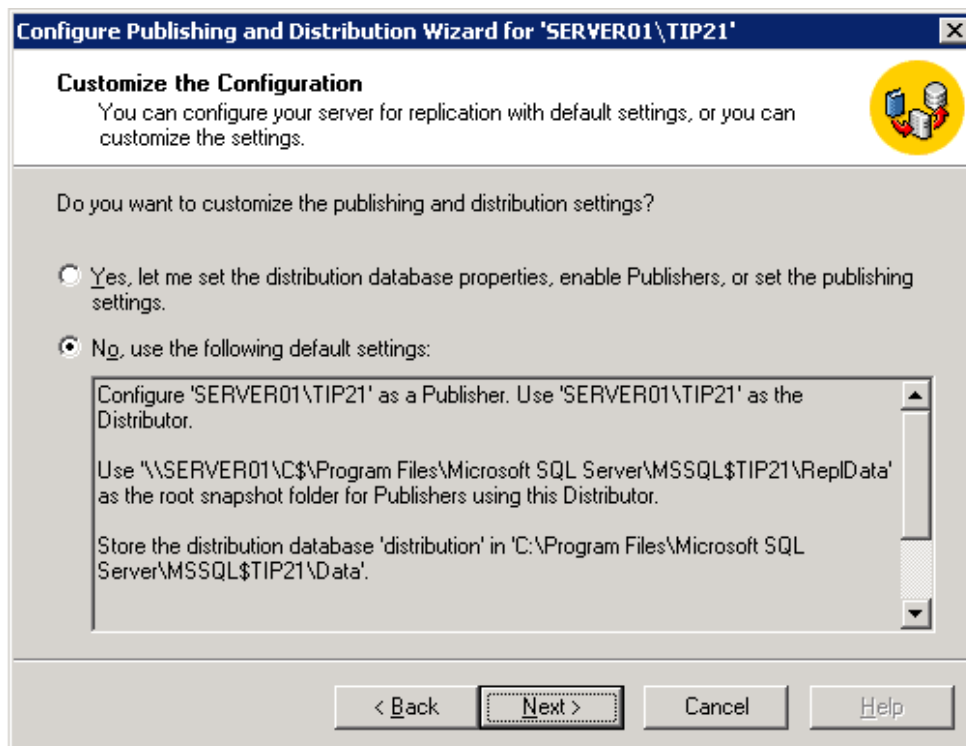 Configure Publishing and Distribution Wizard for 'SERVER01\TIP21'
Customize the Configuration
You can configure your server for replication with default settings, or you can
customize the settings.
Do you want to customize the publishing and distribution settings?
Yes, let me set the distribution database properties, enable Publishers, or set the publishing
settings.
No, use the following default settings:
Configure 'SERVER01\TIP21' as a Publisher. Use 'SERVER01\TIP21' as the
Distributor.
Use '\\SERVER01\C$\Program Files\Microsoft SQL Server\MSSQL$TIP21\ReplData'
as the root snapshot folder for Publishers using this Distributor.
Store the distribution database 'distribution' in 'C:\Program Files\Microsoft SQL
Server\MSSQL$TIP21\Data'.
< Back
Next >
Cancel
Help